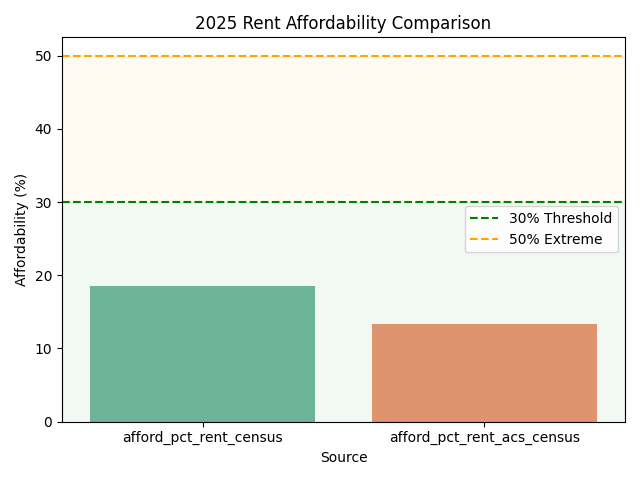 2025 Rent Affordability Comparison
Affordability (%)
50
40
30
20
10
0
30% Threshold
50% Extreme
afford_pct_rent_census
afford_pct_rent_acs_census
Source